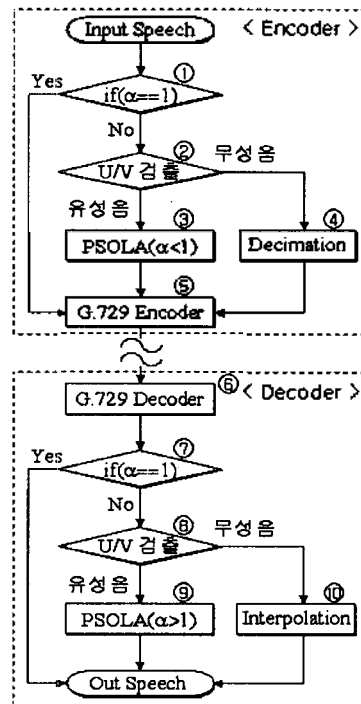 Input Speech < Encoder >
①
Yes if(α==1)
No
② 무성음
U/V 검출
유성음 ③ ④
PSOLA(α<1) Decimation
⑤
G.729 Encoder
G.729 Decoder ⑥ < Decoder >
Yes ⑦
if(α==1)
No
⑧ 무성음
U/V 검출
유성음 ⑨ ⑩
PSOLA(α>1) Interpolation
Out Speech